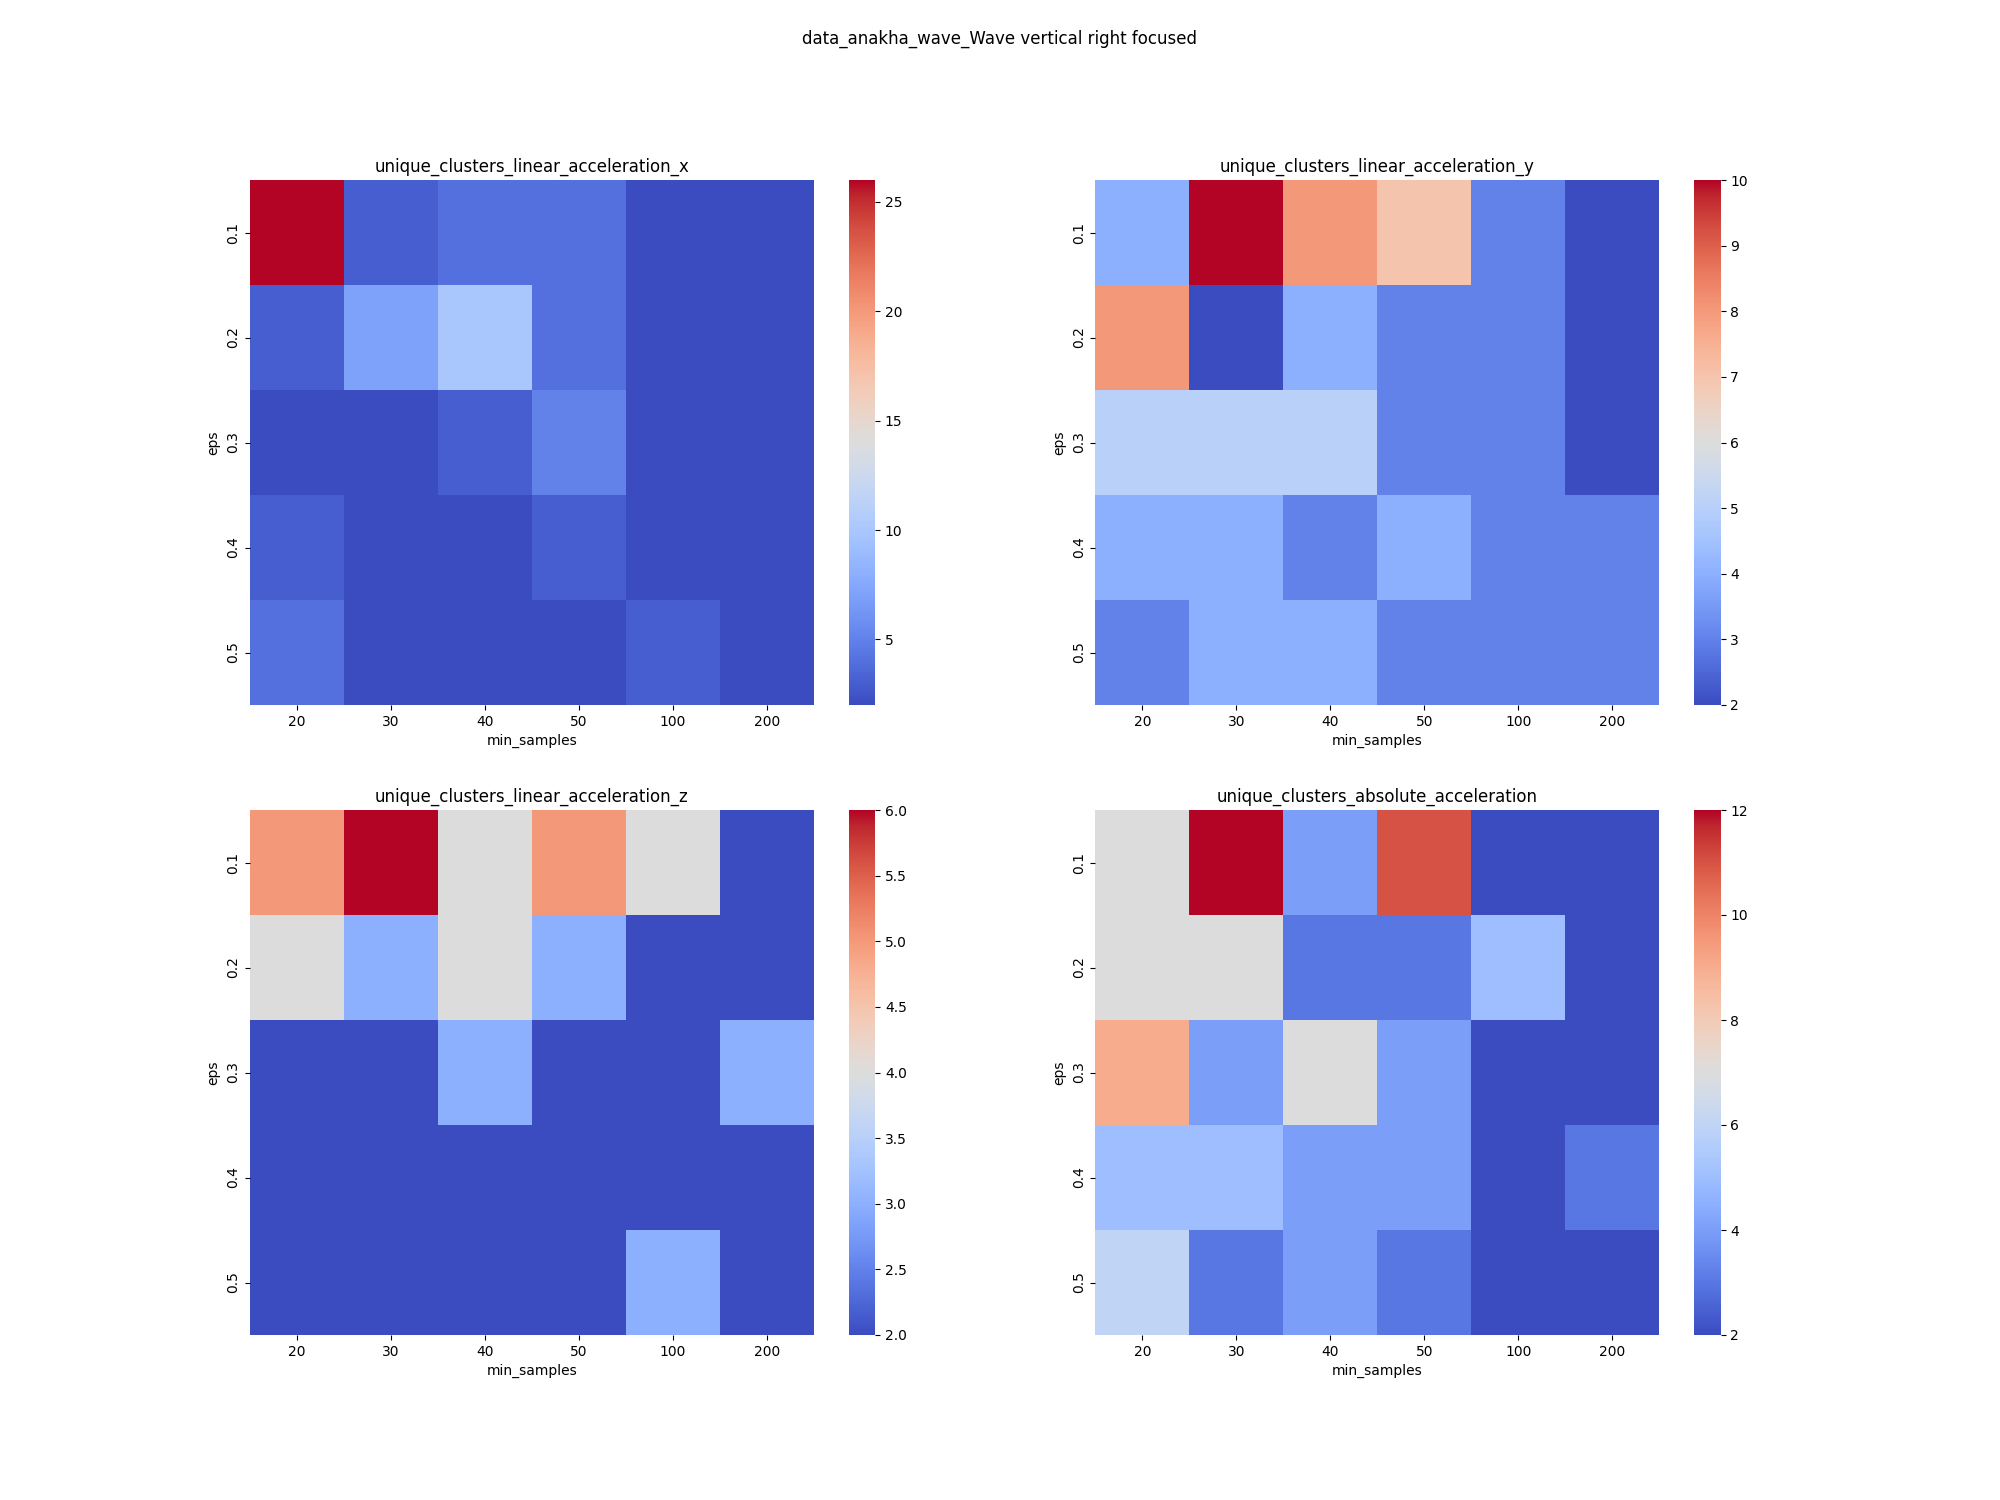 data_anakha_wave_Wave vertical right focused
unique_clusters_linear_acceleration_x
eps
0.1
0.2
0.3
0.4
0.5
20 30 40 50 100 200
min_samples
25
20
15
10
5
unique_clusters_linear_acceleration_y
eps
0.1
0.2
0.3
0.4
0.5
20 30 40 50 100 200
min_samples
10
9
8
7
6
5
4
3
2
unique_clusters_linear_acceleration_z
eps
0.1
0.2
0.3
0.4
0.5
20 30 40 50 100 200
min_samples
6.0
5.5
5.0
4.5
4.0
3.5
3.0
2.5
2.0
unique_clusters_absolute_acceleration
eps
0.1
0.2
0.3
0.4
0.5
20 30 40 50 100 200
min_samples
12
10
8
6
4
2